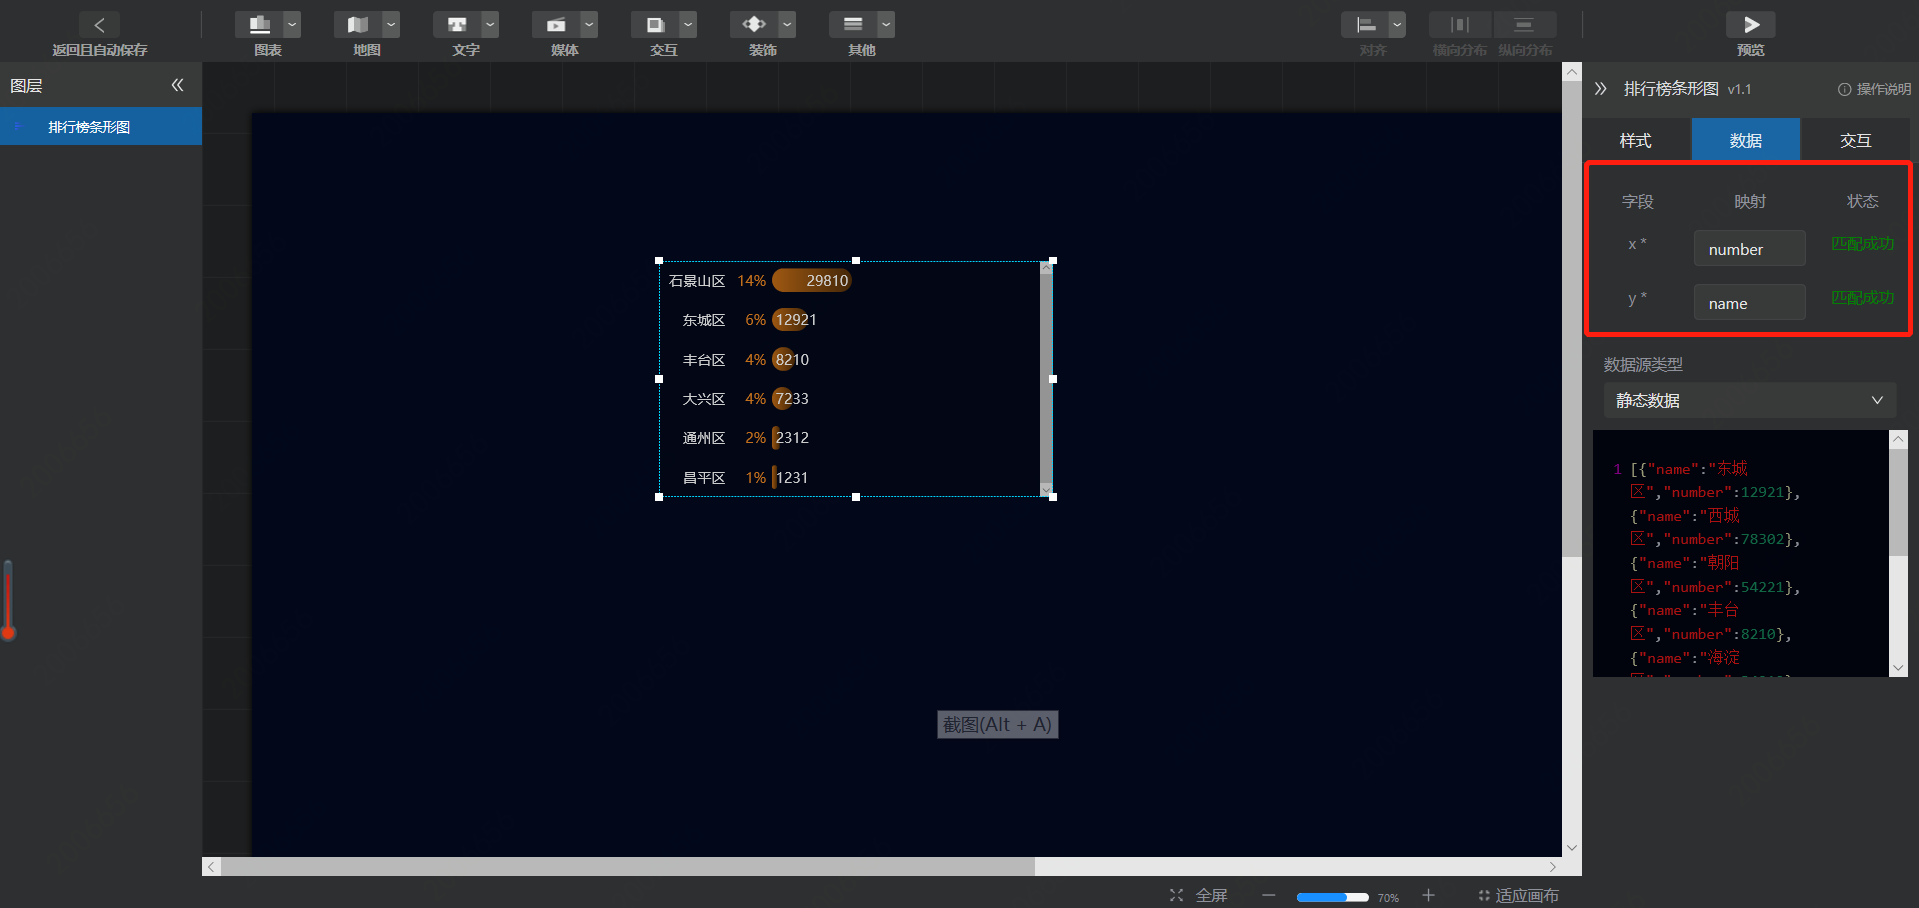 返回且自动保存
图表
地图
文字
媒体
交互
装饰
其他
对齐
横向分布
纵向分布
预览
图层
排行榜条形图
石景山区 14% 29810
东城区 6% 12921
丰台区 4% 8210
大兴区 4% 7233
通州区 2% 2312
昌平区 1% 1231
截图(Alt + A)
排行榜条形图 v1.1
操作说明
样式
数据
交互
字段 映射 状态
x * number 匹配成功
y * name 匹配成功
数据源类型
静态数据
1 [{"name":"东城
区","number":12921},
{"name":"西城
区","number":78302},
{"name":"朝阳
区","number":54221},
{"name":"丰台
区","number":8210},
{"name":"海淀
全屏
70%
适应画布